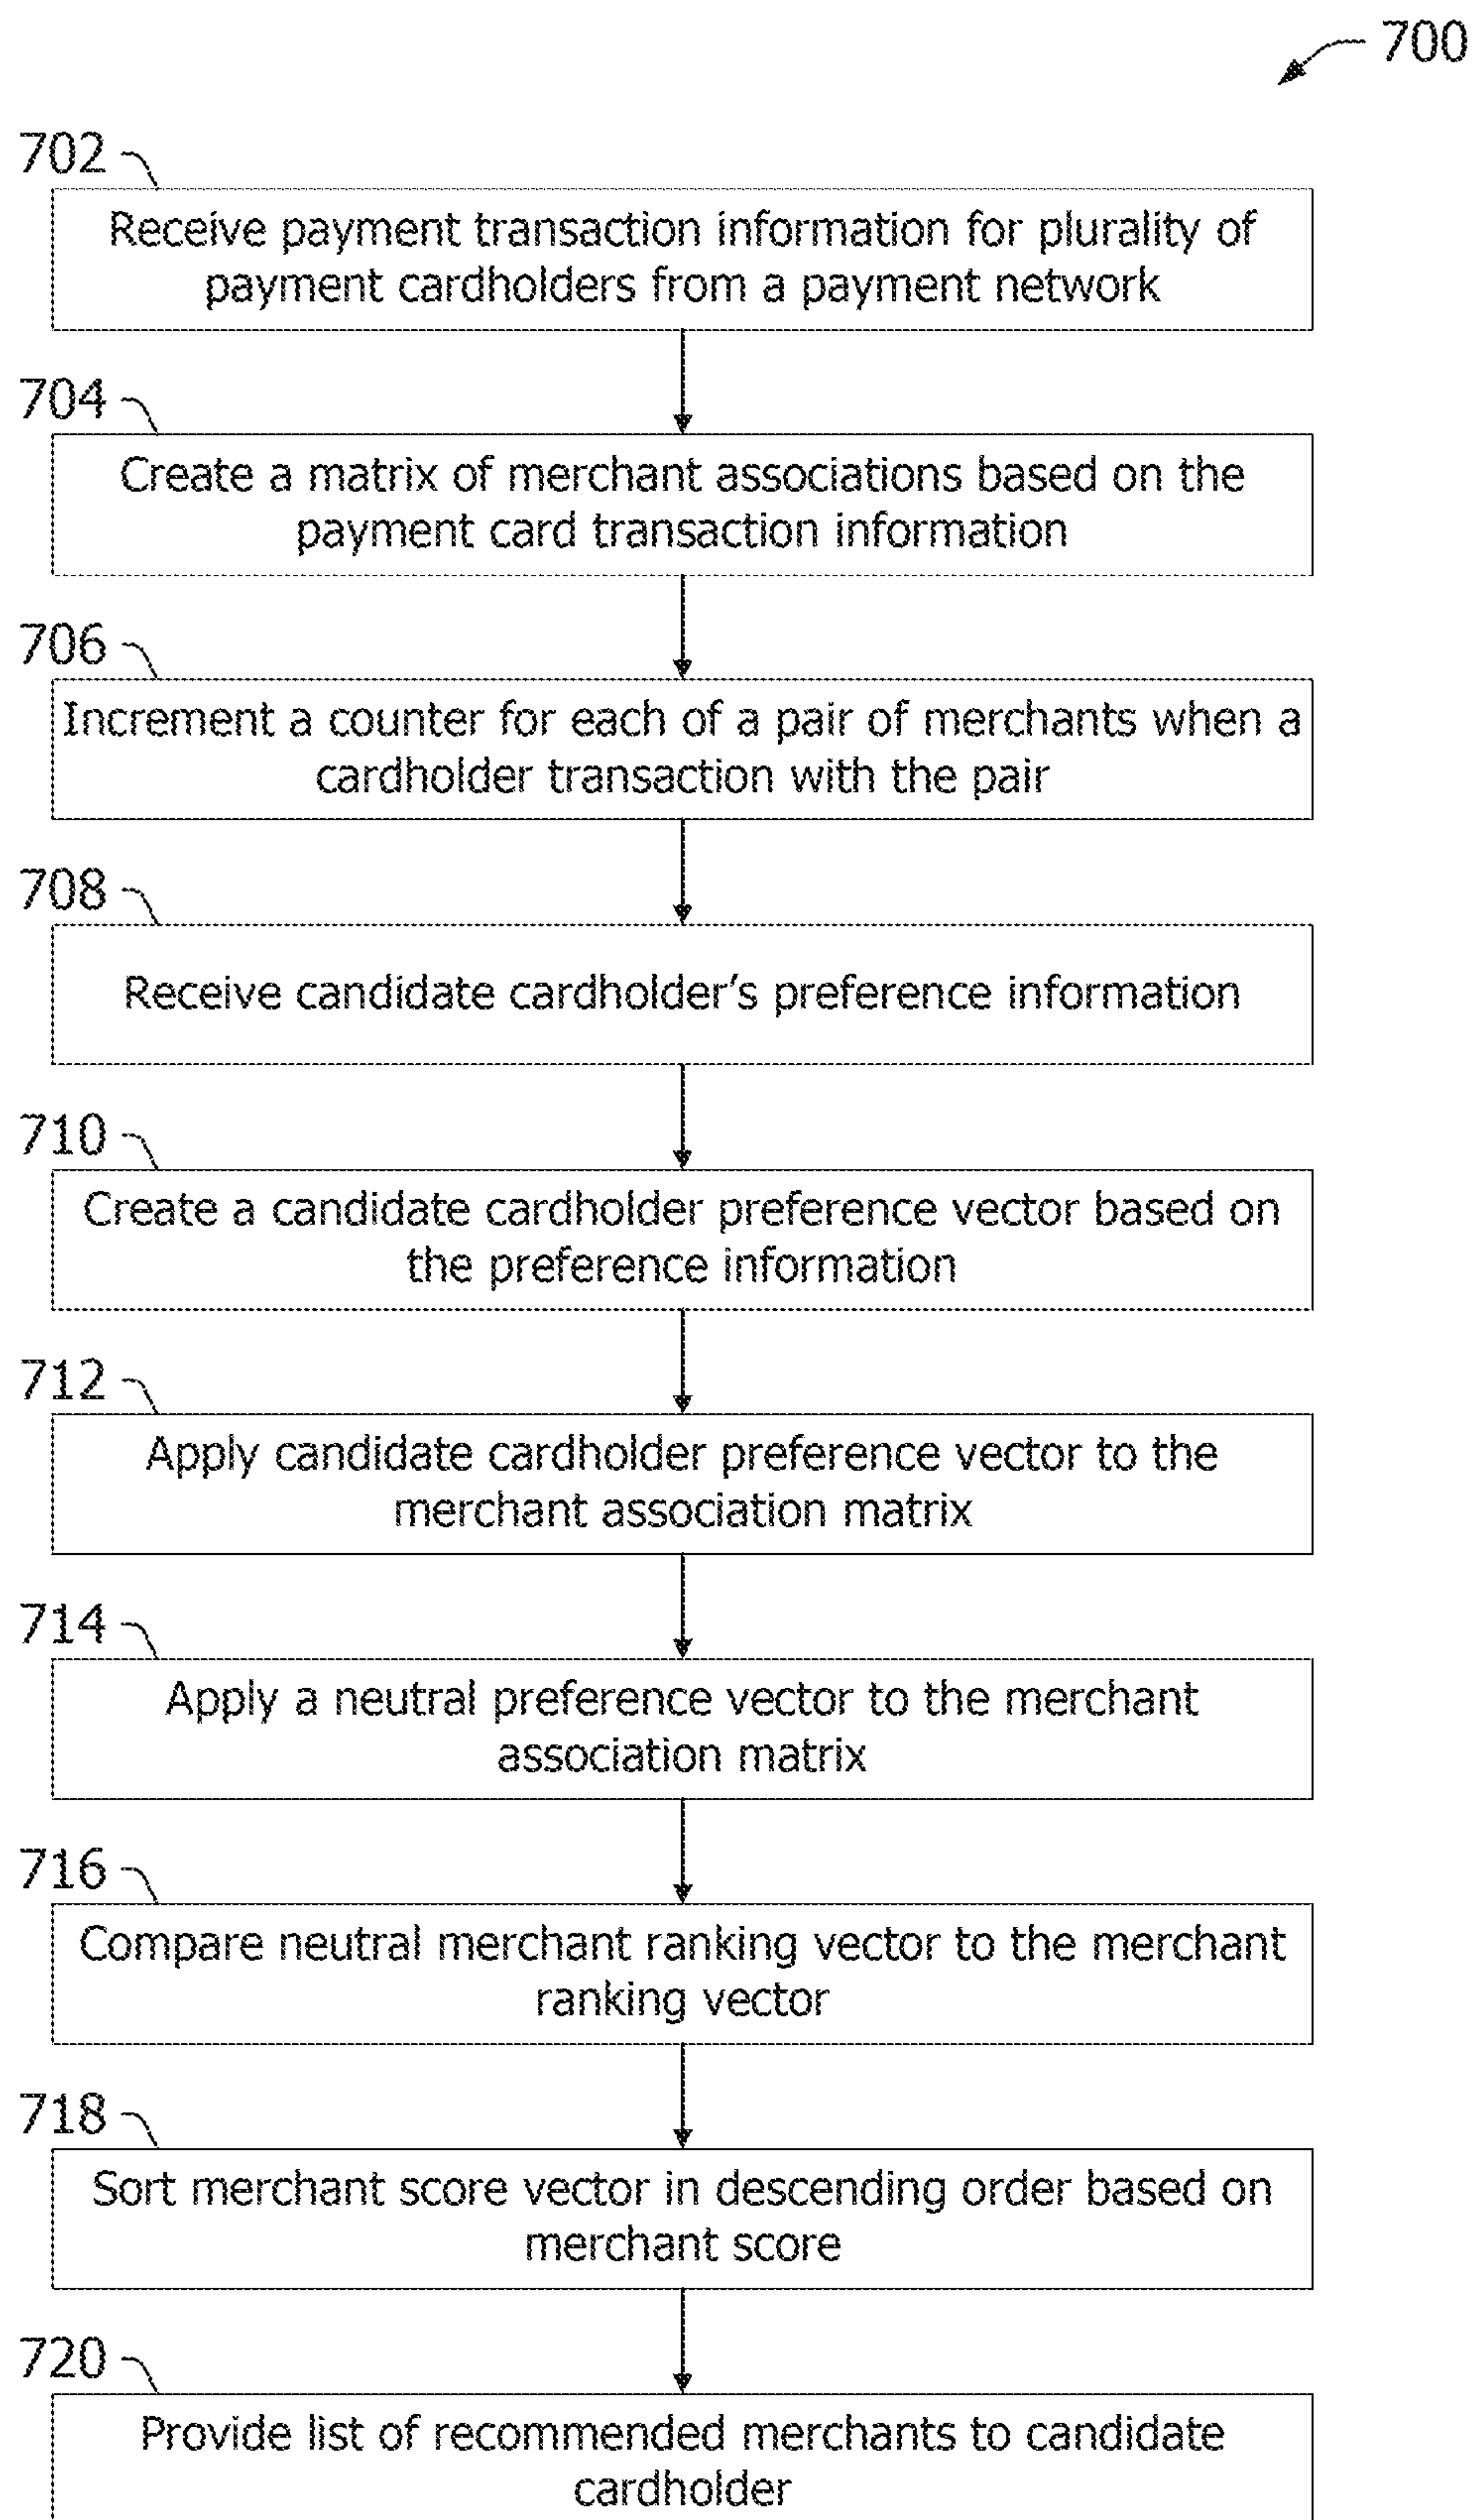 700
702
Receive payment transaction information for plurality of
payment cardholders from a payment network
704
Create a matrix of merchant associations based on the
payment card transaction information
706
Increment a counter for each of a pair of merchants when a
cardholder transaction with the pair
708
Receive candidate cardholder's preference information
710
Create a candidate cardholder preference vector based on
the preference information
712
Apply candidate cardholder preference vector to the
merchant association matrix
714
Apply a neutral preference vector to the merchant
association matrix
716
Compare neutral merchant ranking vector to the merchant
ranking vector
718
Sort merchant score vector in descending order based on
merchant score
720
Provide list of recommended merchants to candidate
cardholder